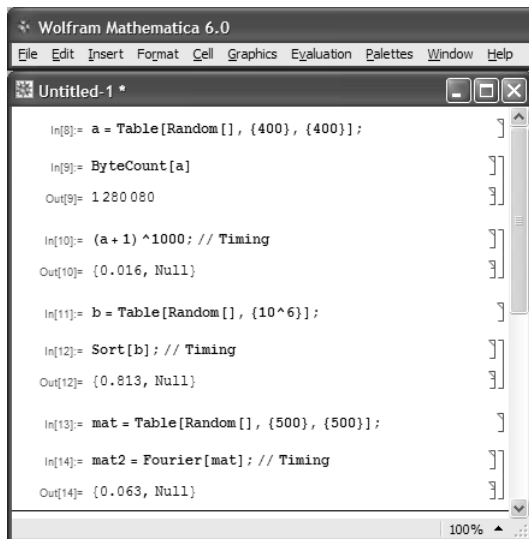 Wolfram Mathematica 6.0
File Edit Insert Format Cell Graphics Evaluation Palettes Window Help
Untitled-1 *
In[8]:= a = Table[Random[], {400}, {400}];
In[9]:= ByteCount[a]
Out[9]= 1280080
In[10]:= (a + 1) ^1000; // Timing
Out[10]= {0.016, Null}
In[11]:= b = Table[Random[], {10^6}];
In[12]:= Sort[b]; // Timing
Out[12]= {0.813, Null}
In[13]:= mat = Table[Random[], {500}, {500}];
In[14]:= mat2 = Fourier[mat]; // Timing
Out[14]= {0.063, Null}
100%